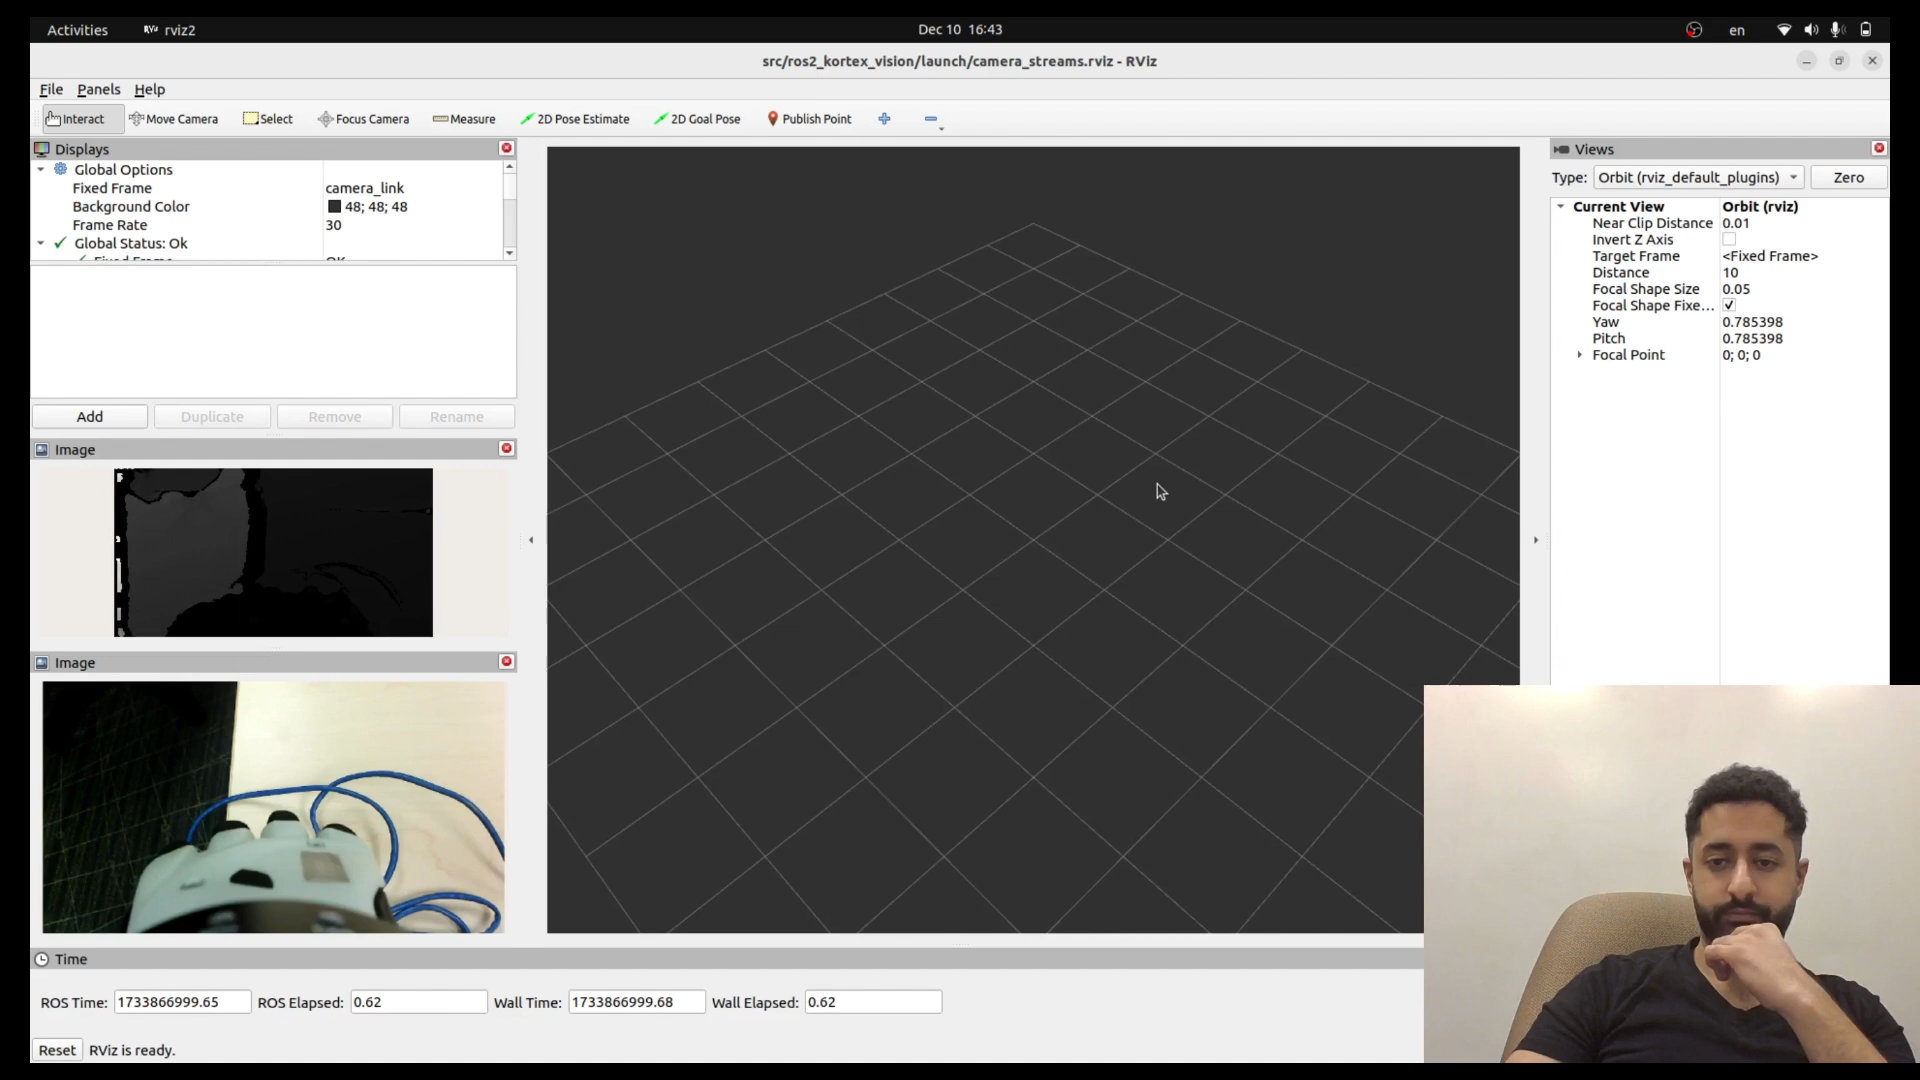 Activities
RViz rviz2
Dec 10 16:43
en
src/ros2_kortex_vision/launch/camera_streams.rviz - RViz
File Panels Help
Interact Move Camera Select Focus Camera Measure 2D Pose Estimate 2D Goal Pose Publish Point
Displays
Global Options
Fixed Frame camera_link
Background Color 48; 48; 48
Frame Rate 30
Global Status: Ok
Fixed Frame OK
Add Duplicate Remove Rename
Image
Image
Views
Type: Orbit (rviz_default_plugins) Zero
Current View Orbit (rviz)
Near Clip Distance 0.01
Invert Z Axis
Target Frame <Fixed Frame>
Distance 10
Focal Shape Size 0.05
Focal Shape Fixe...
Yaw 0.785398
Pitch 0.785398
Focal Point 0; 0; 0
Time
ROS Time: 1733866999.65 ROS Elapsed: 0.62 Wall Time: 1733866999.68 Wall Elapsed: 0.62
Reset RViz is ready.